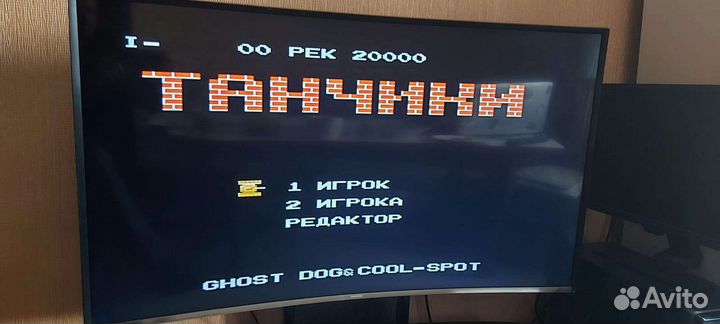 I- 00 РЕК 20000
ТАНЧИКИ
1 ИГРОК
2 ИГРОКА
РЕДАКТОР
GHOST DOG&COOL-SPOT
Avito